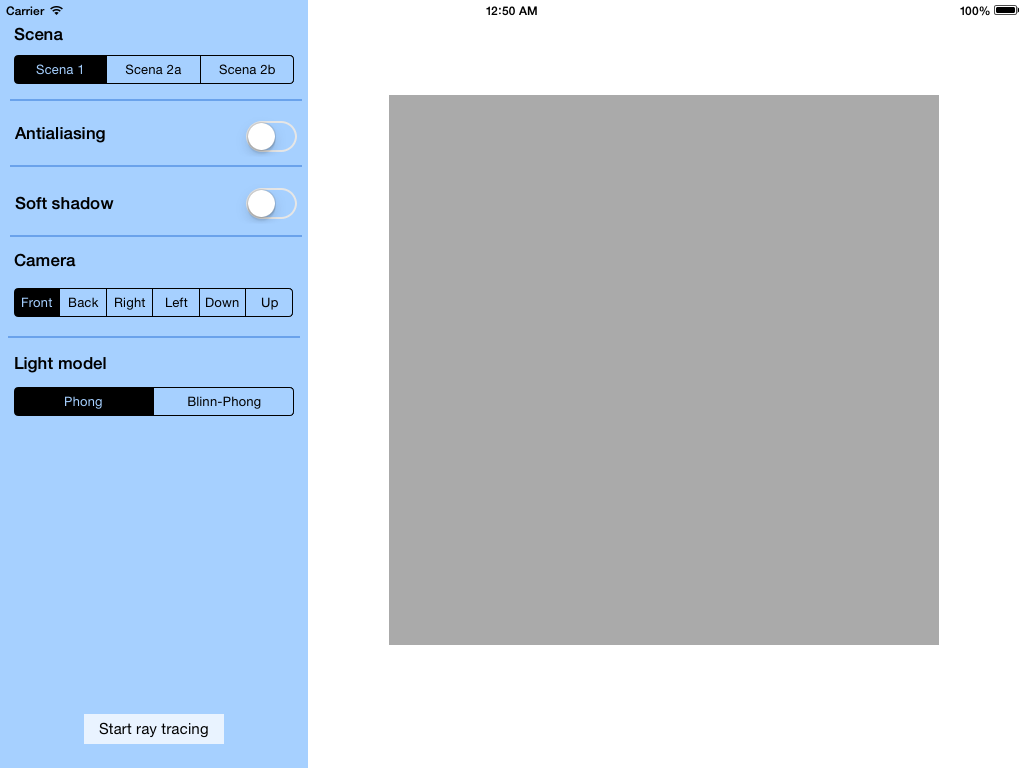 Carrier 12:50 AM 100%
Scena
Scena 1 Scena 2a Scena 2b
Antialiasing
Soft shadow
Camera
Front Back Right Left Down Up
Light model
Phong Blinn-Phong
Start ray tracing